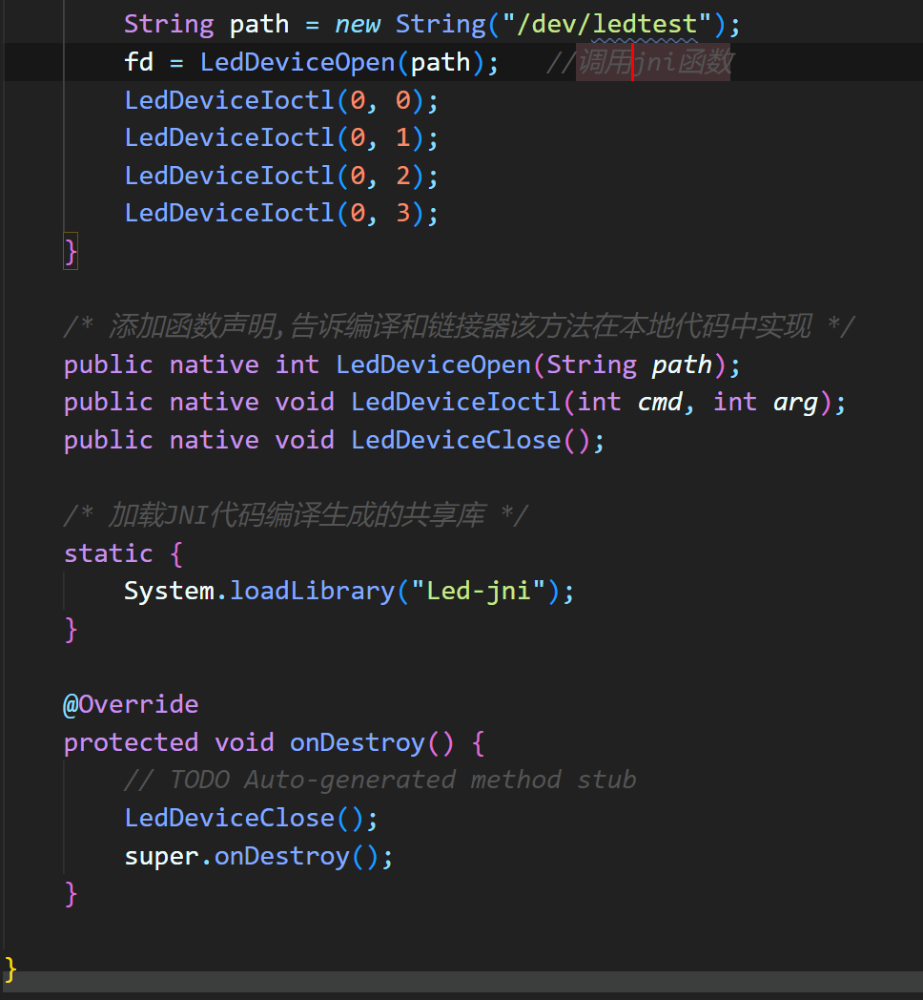 String path = new String("/dev/ledtest");
fd = LedDeviceOpen(path);   //调用jni函数
LedDeviceIoctl(0, 0);
LedDeviceIoctl(0, 1);
LedDeviceIoctl(0, 2);
LedDeviceIoctl(0, 3);
}
/* 添加函数声明,告诉编译和链接器该方法在本地代码中实现 */
public native int LedDeviceOpen(String path);
public native void LedDeviceIoctl(int cmd, int arg);
public native void LedDeviceClose();
/* 加载JNI代码编译生成的共享库 */
static {
System.loadLibrary("Led-jni");
}
@Override
protected void onDestroy() {
// TODO Auto-generated method stub
LedDeviceClose();
super.onDestroy();
}
}